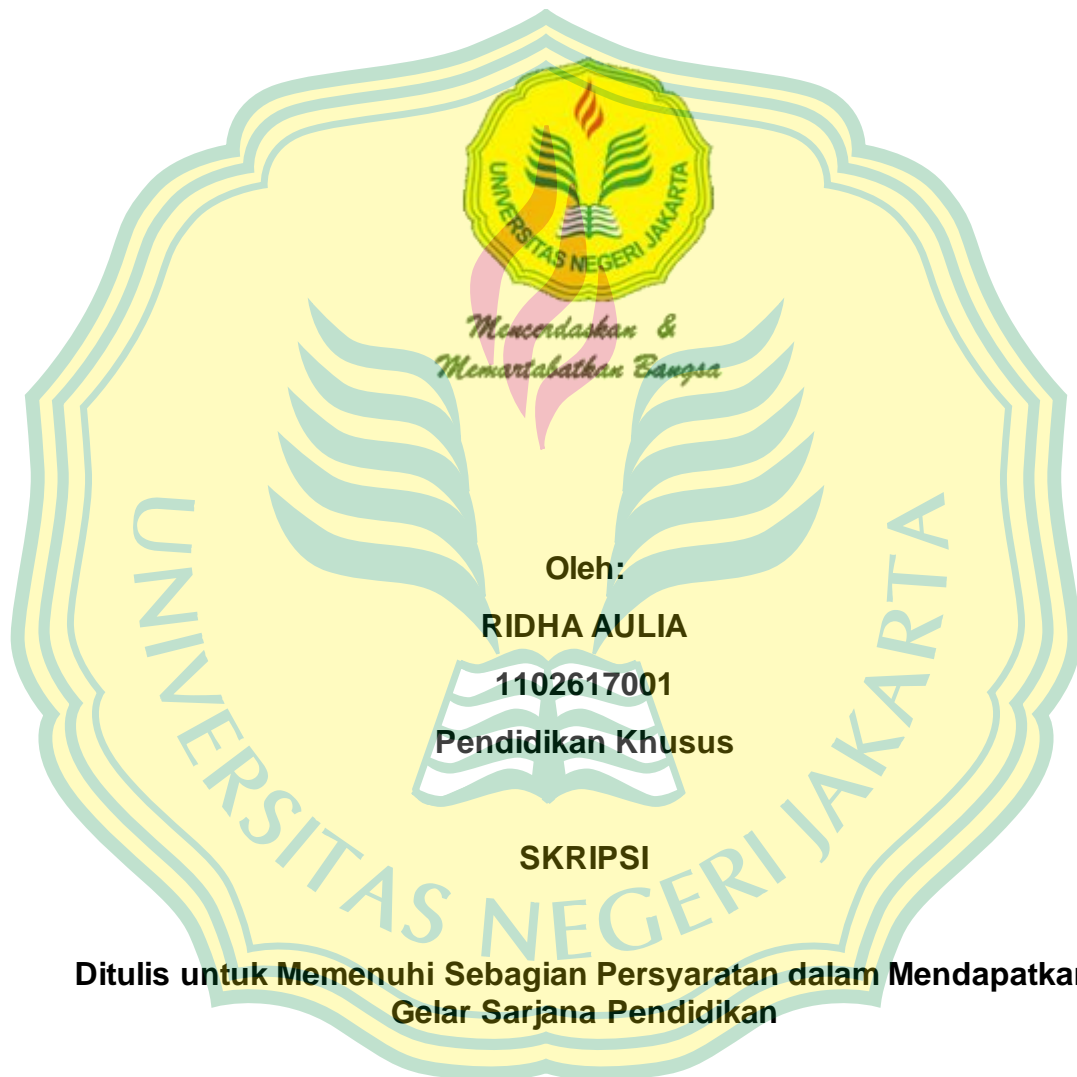 UNIVERSITAS NEGERI JAKARTA
Mencerdaskan &
Memartabatkan Bangsa
Oleh:
RIDHA AULIA
1102617001
Pendidikan Khusus
SKRIPSI
Ditulis untuk Memenuhi Sebagian Persyaratan dalam Mendapatkan
Gelar Sarjana Pendidikan
UNIVERSITAS NEGERI JAKARTA